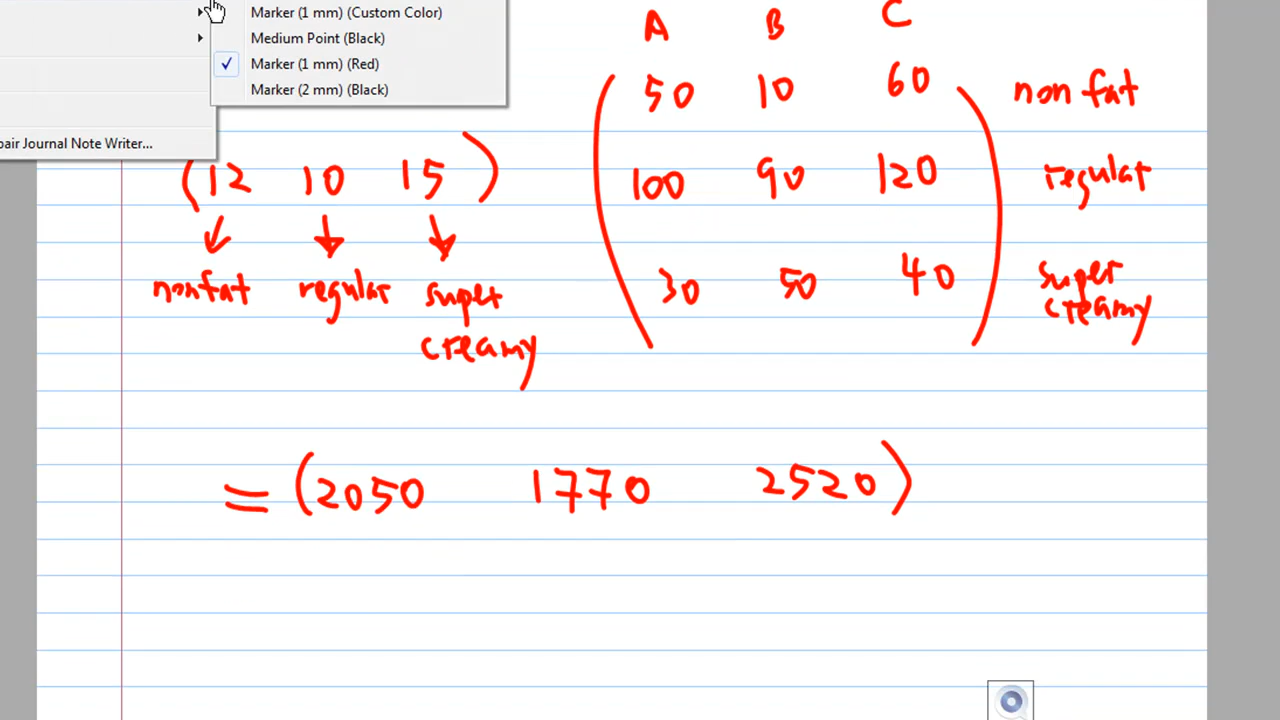 Marker (1 mm) (Custom Color)
Medium Point (Black)
Marker (1 mm) (Red)
Marker (2 mm) (Black)
pair Journal Note Writer...
A B C
(12 10 15)
50 10 60 nonfat
100 90 120 regular
30 50 40 super creamy
nonfat regular super creamy
= (2050 1770 2520)